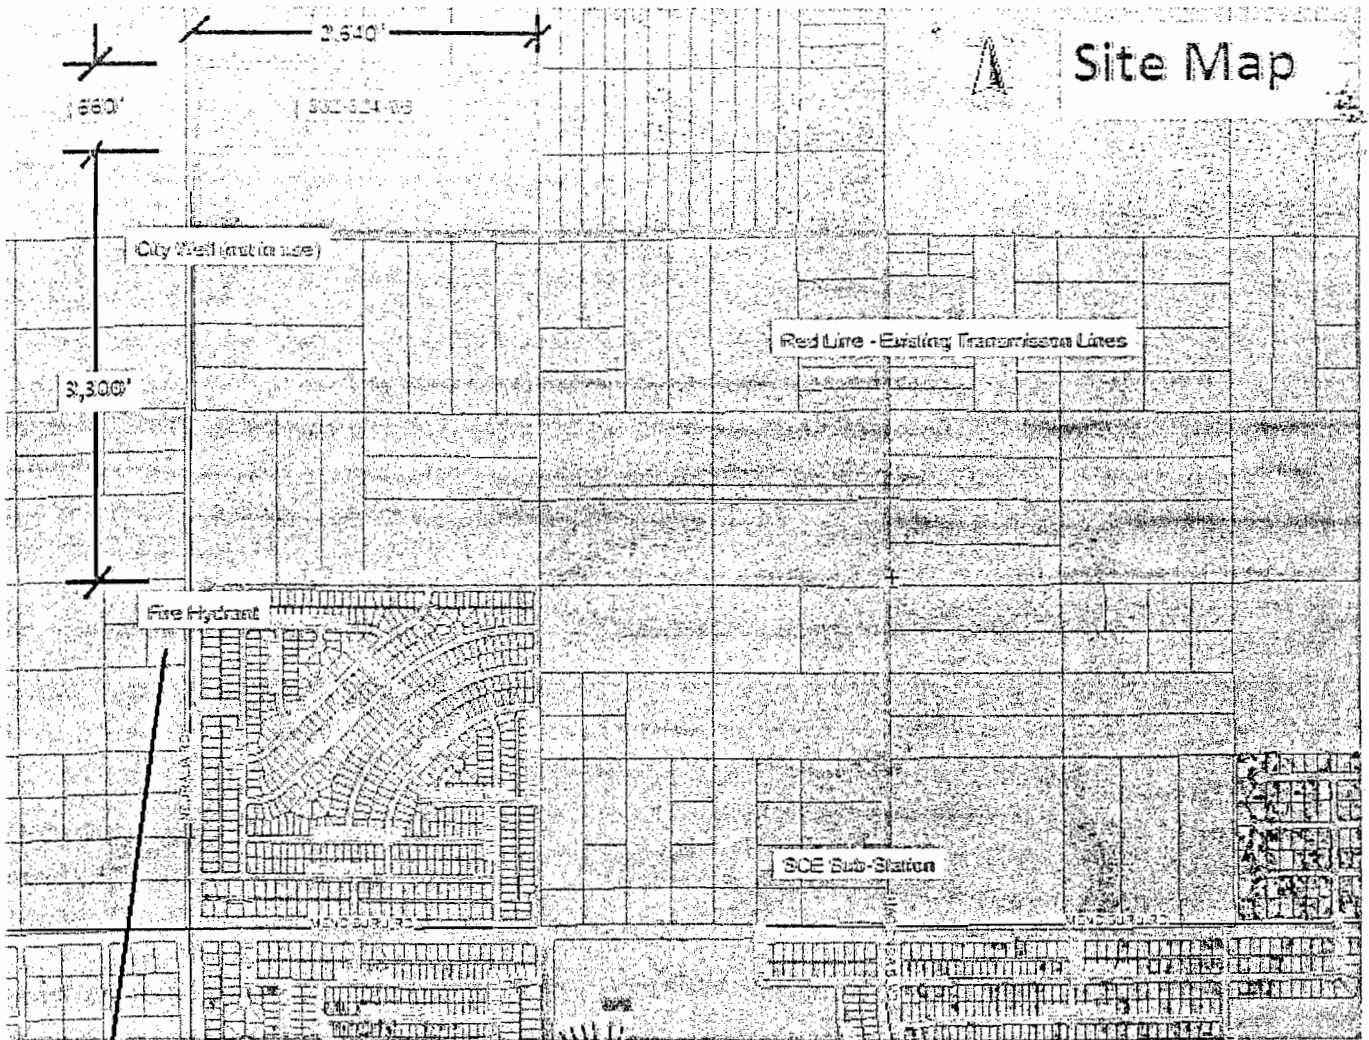 2,640'
Site Map
660'
City Well (not in use)
Red Line - Existing Transmisson Lines
3,300'
Fire Hydrant
SCE Sub-Station